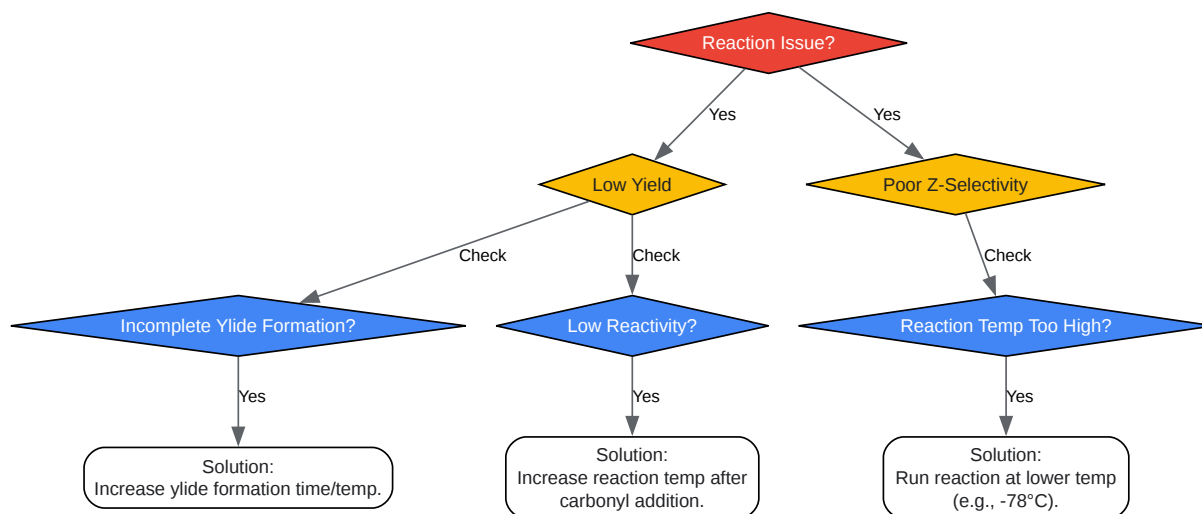 Reaction Issue?
Yes
Yes
Low Yield
Poor Z-Selectivity
Check
Check
Check
Incomplete Ylide Formation?
Low Reactivity?
Reaction Temp Too High?
Yes
Yes
Yes
Solution:
Increase ylide formation time/temp.
Solution:
Increase reaction temp after
carbonyl addition.
Solution:
Run reaction at lower temp
(e.g., -78°C).